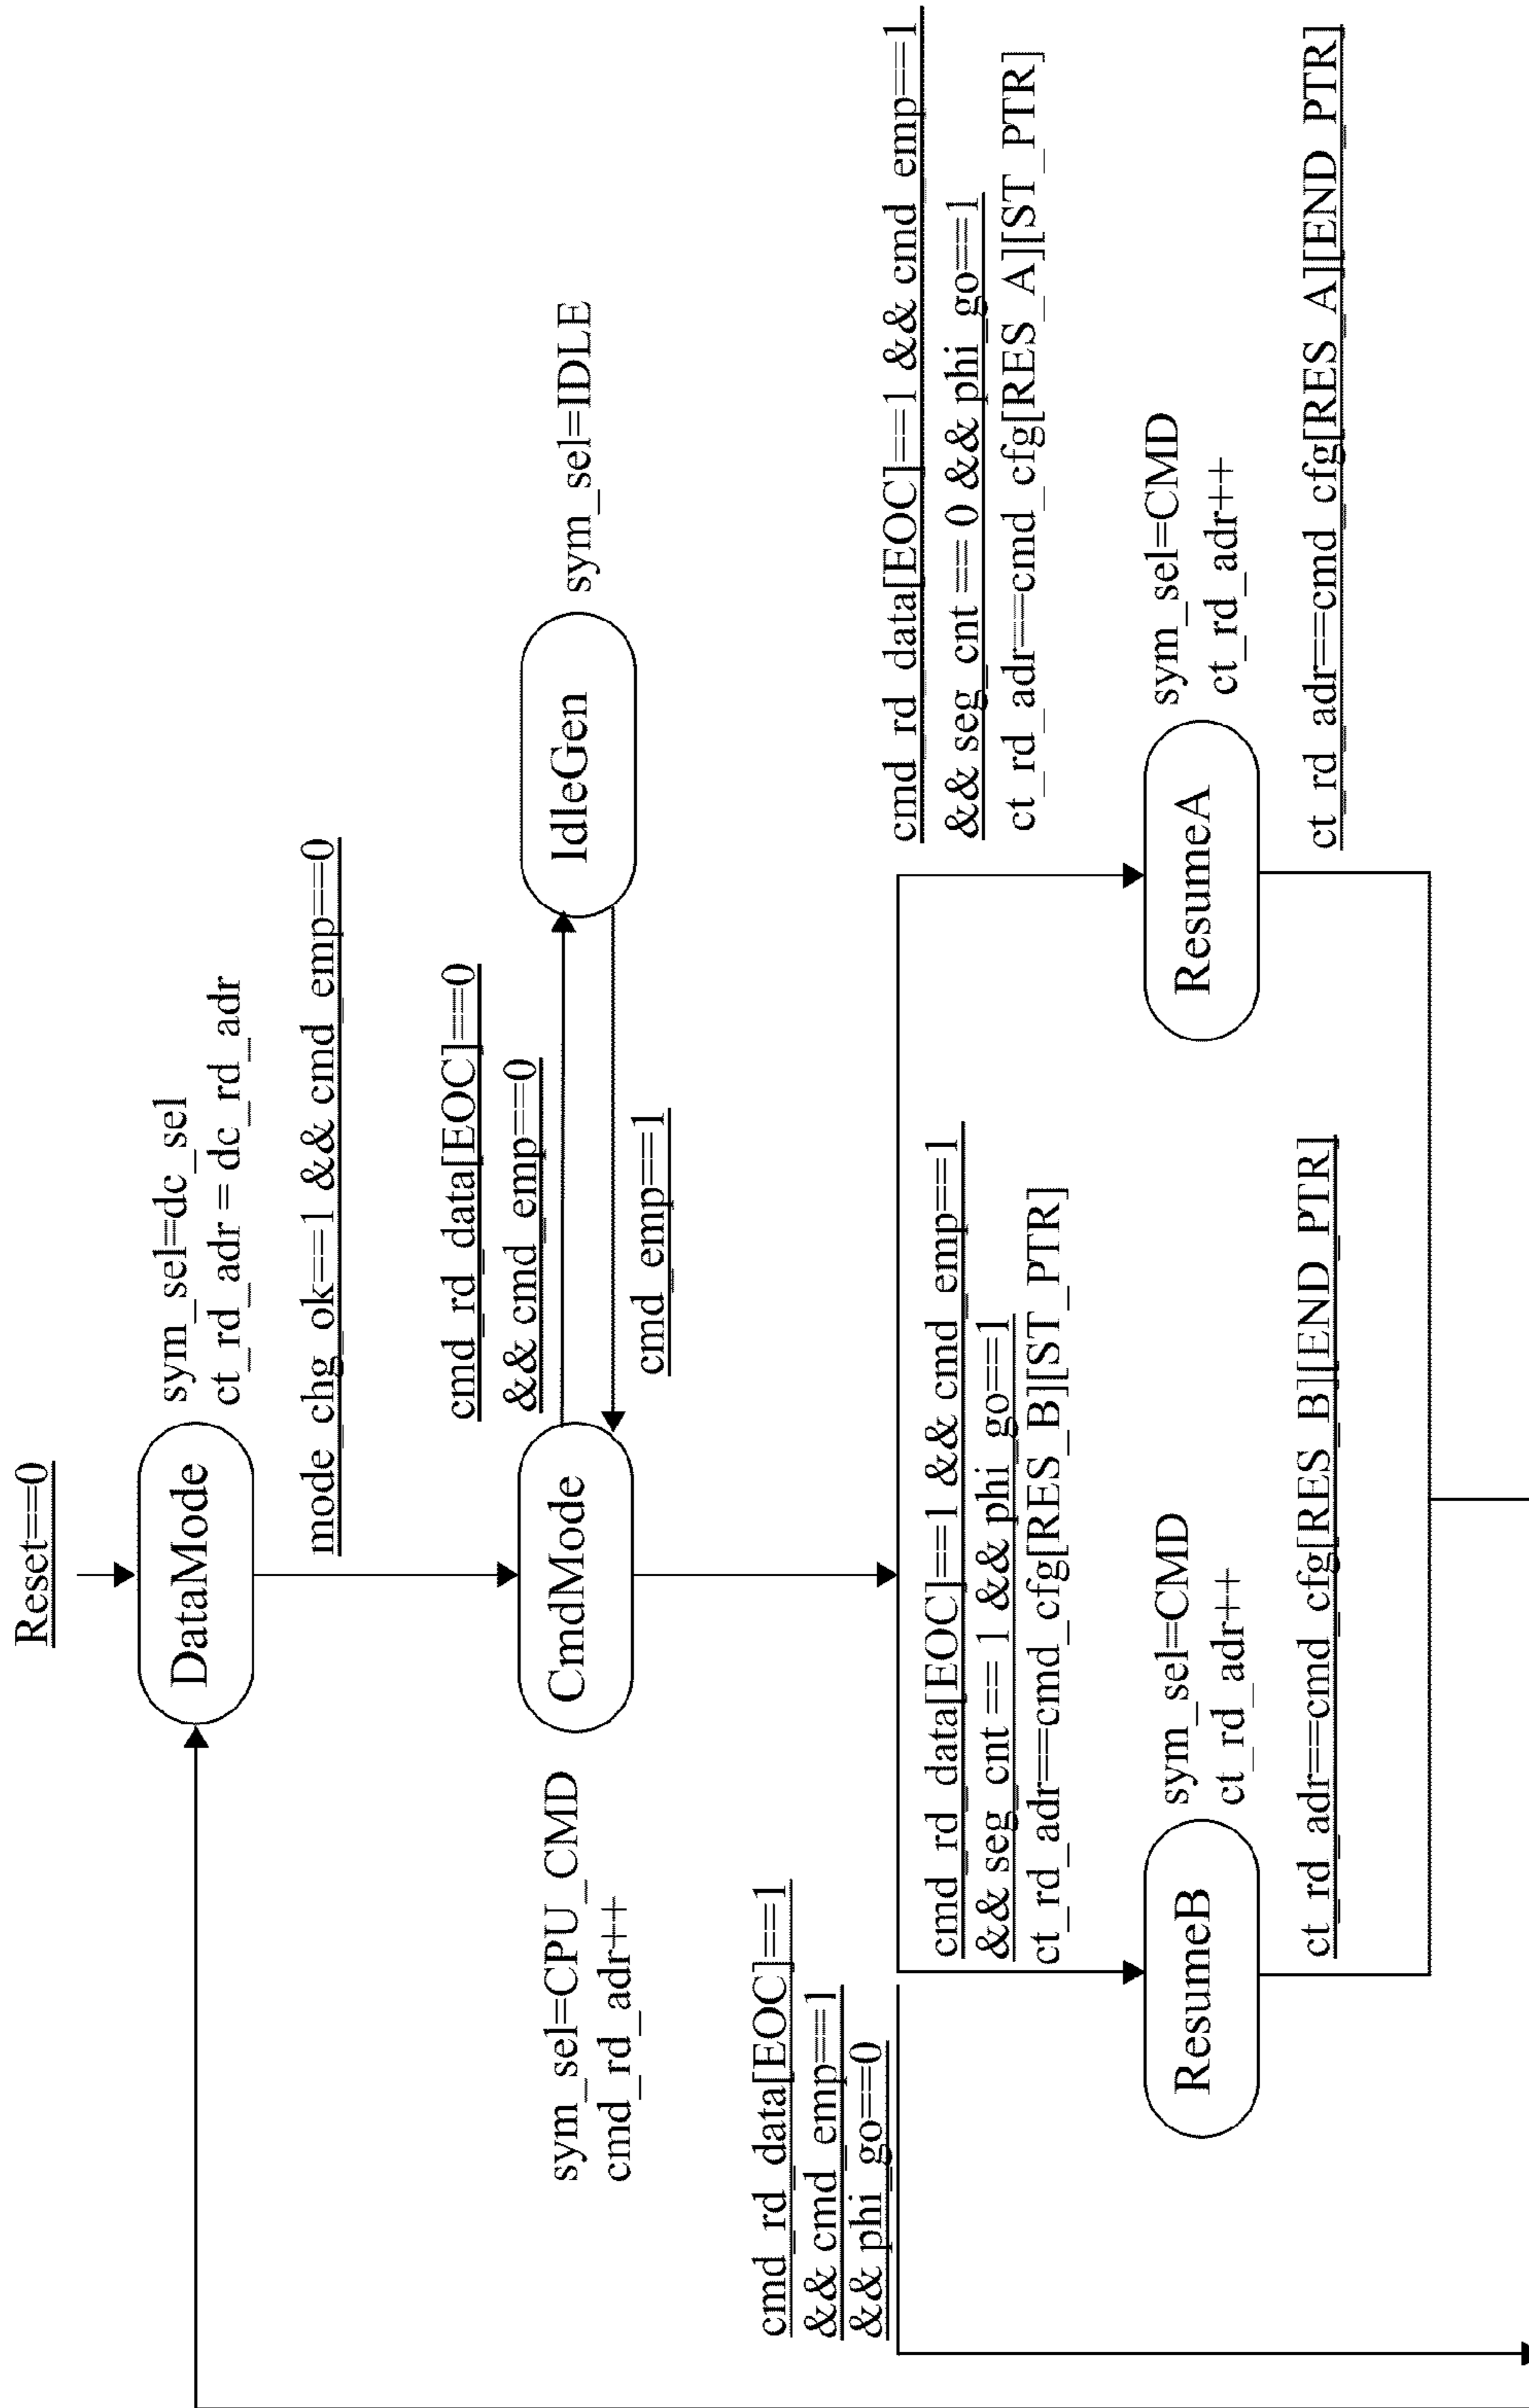 Reset==0
DataMode
sym_sel=dc_sel
ct_rd_adr = dc_rd_adr
mode_chg_ok==1 && cmd_emp==0
CmdMode
sym_sel=CPU_CMD
cmd_rd_adr++
cmd_rd_data[EOC]==0
&& cmd_emp==0
cmd_emp==1
IdleGen
sym_sel=IDLE
cmd_rd_data[EOC]==1
&& cmd_emp==1
&& phi_go==0
cmd_rd_data[EOC]==1 && cmd_emp==1
&& seg_cnt == 1 && phi_go==1
ct_rd_adr==cmd_cfg[RES_B][ST_PTR]
cmd_rd_data[EOC]==1 && cmd_emp==1
&& seg_cnt == 0 && phi_go==1
ct_rd_adr==cmd_cfg[RES_A][ST_PTR]
ResumeB
sym_sel=CMD
ct_rd_adr++
ct_rd_adr==cmd_cfg[RES_B][END_PTR]
ResumeA
sym_sel=CMD
ct_rd_adr++
ct_rd_adr==cmd_cfg[RES_A][END_PTR]